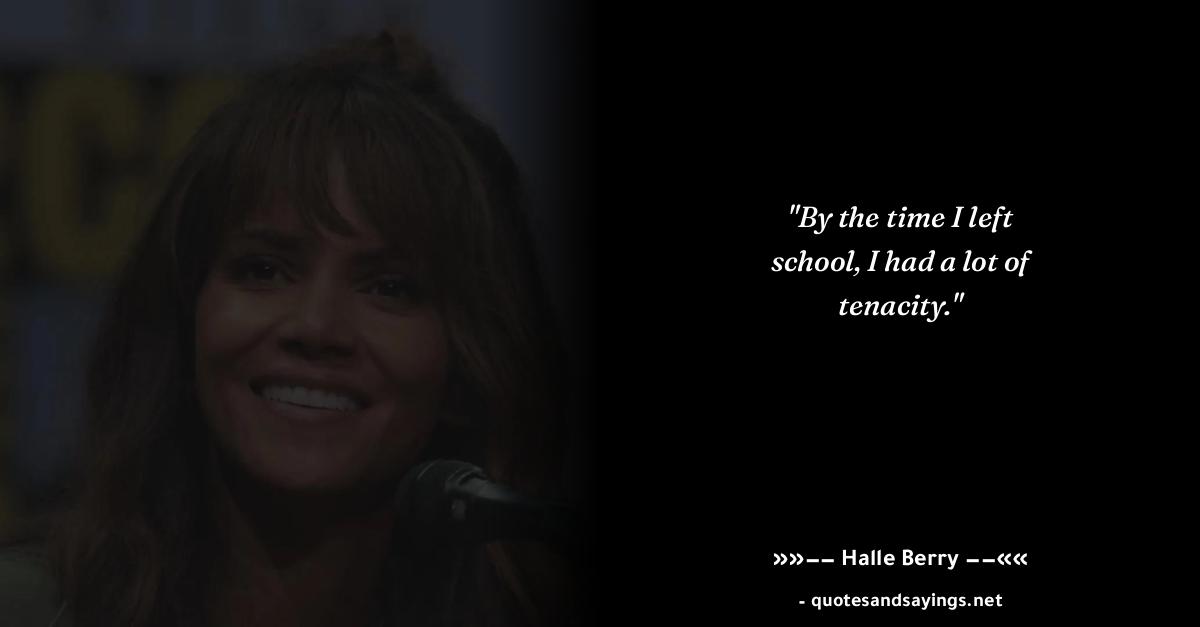 "By the time I left
school, I had a lot of
tenacity."
»»–– Halle Berry ––««
- quotesandsayings.net